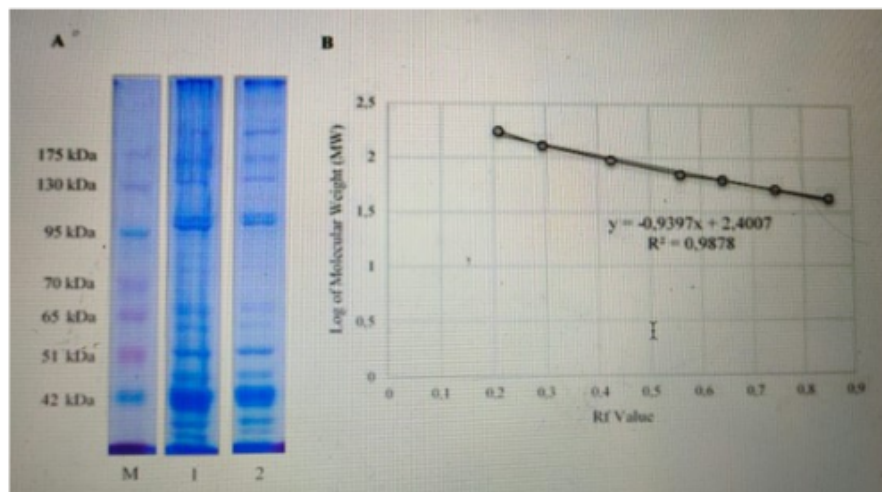 A
175 kDa
130 kDa
95 kDa
70 kDa
65 kDa
51 kDa
42 kDa
M 1 2
B
Log of Molecular Weight (MW)
2,5
2
1,5
1
0,5
0
y = -0,9397x + 2,4007
R² = 0,9878
0 0,1 0,2 0,3 0,4 0,5 0,6 0,7 0,8 0,9
Rf Value